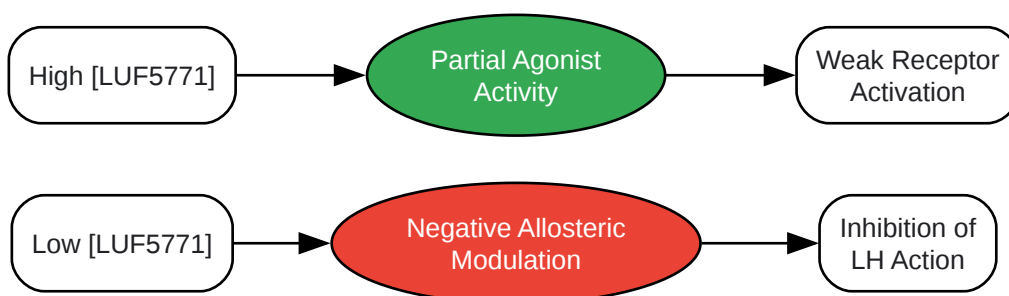 High [LUF5771]
Partial Agonist
Activity
Weak Receptor
Activation
Low [LUF5771]
Negative Allosteric
Modulation
Inhibition of
LH Action